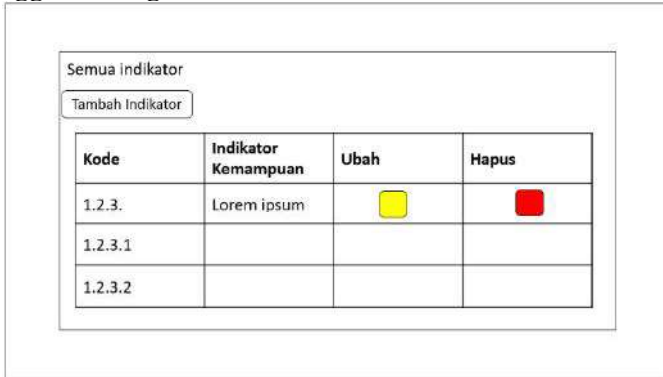 Semua indikator
Tambah Indikator
Kode
Indikator
Kemampuan
Ubah
Hapus
1.2.3.
Lorem ipsum
1.2.3.1
1.2.3.2